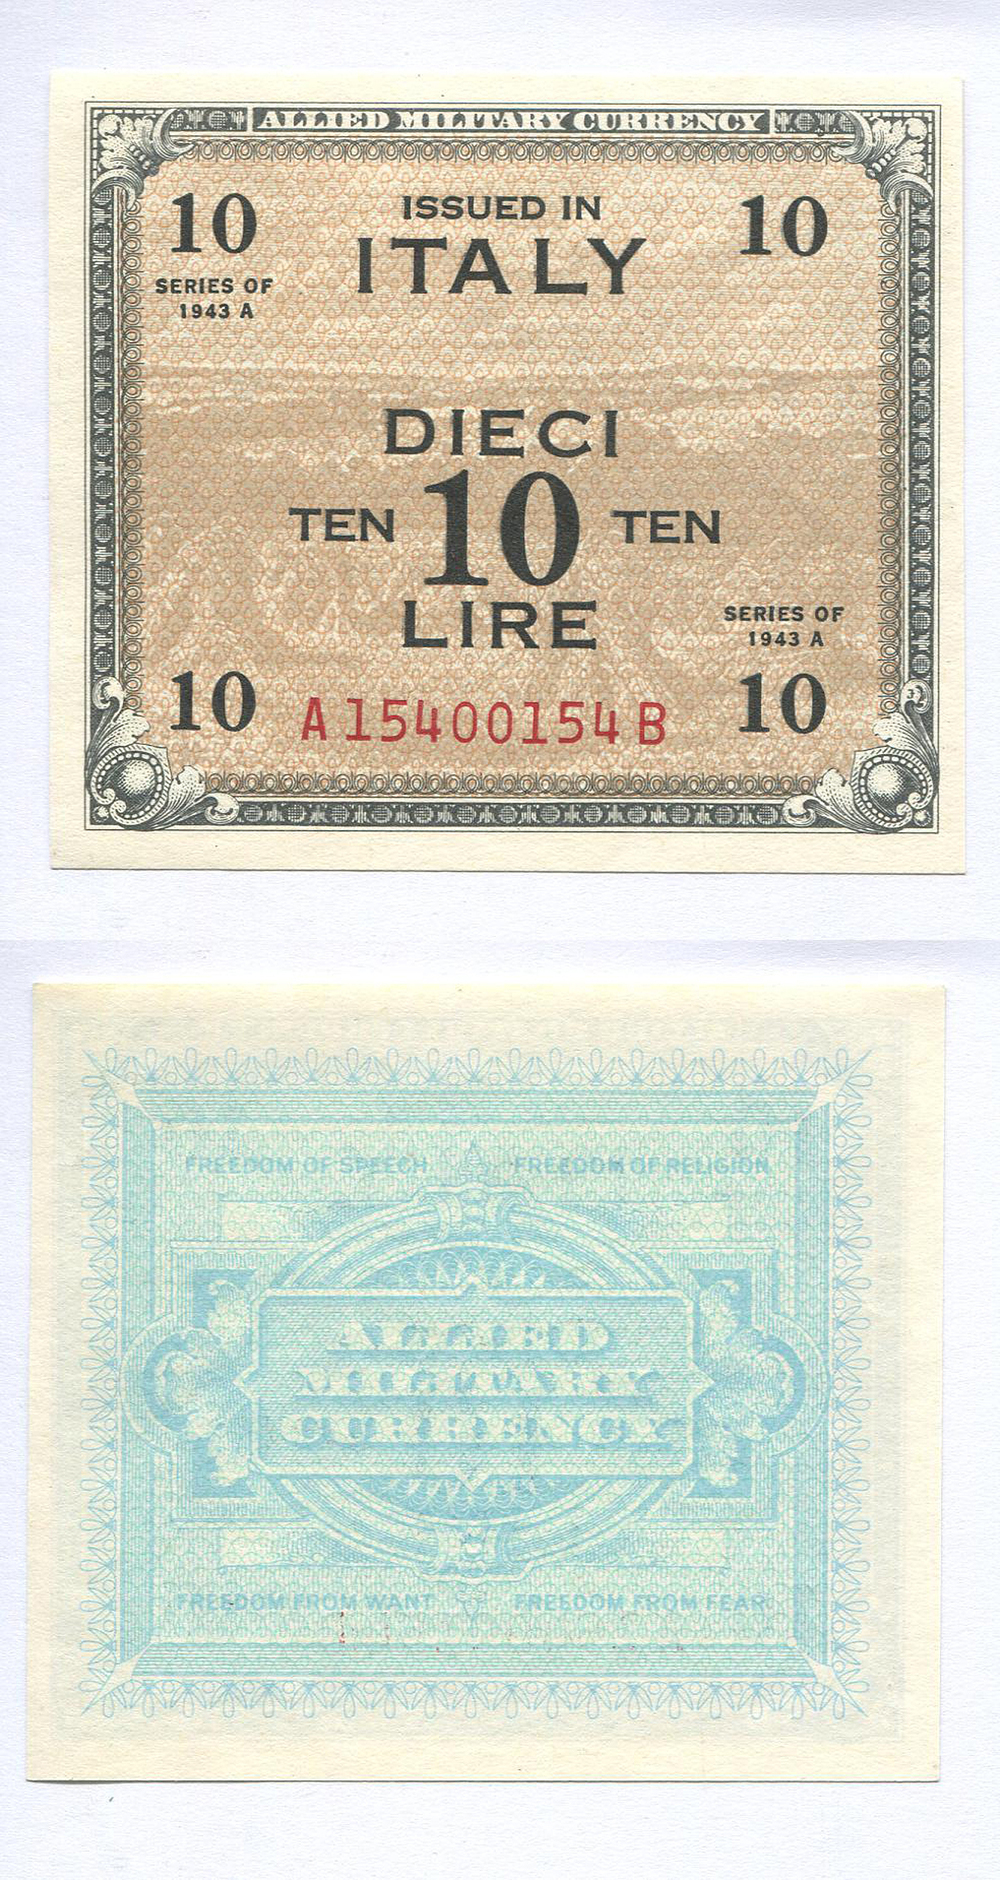 ALLIED MILITARY CURRENCY
10 ISSUED IN 10
ITALY
SERIES OF
1943 A
DIECI
TEN 10 TEN
LIRE
SERIES OF
1943 A
10 A15400154B 10
FREEDOM OF SPEECH FREEDOM OF RELIGION
ALLIED
MILITARY
CURRENCY
FREEDOM FROM WANT FREEDOM FROM FEAR